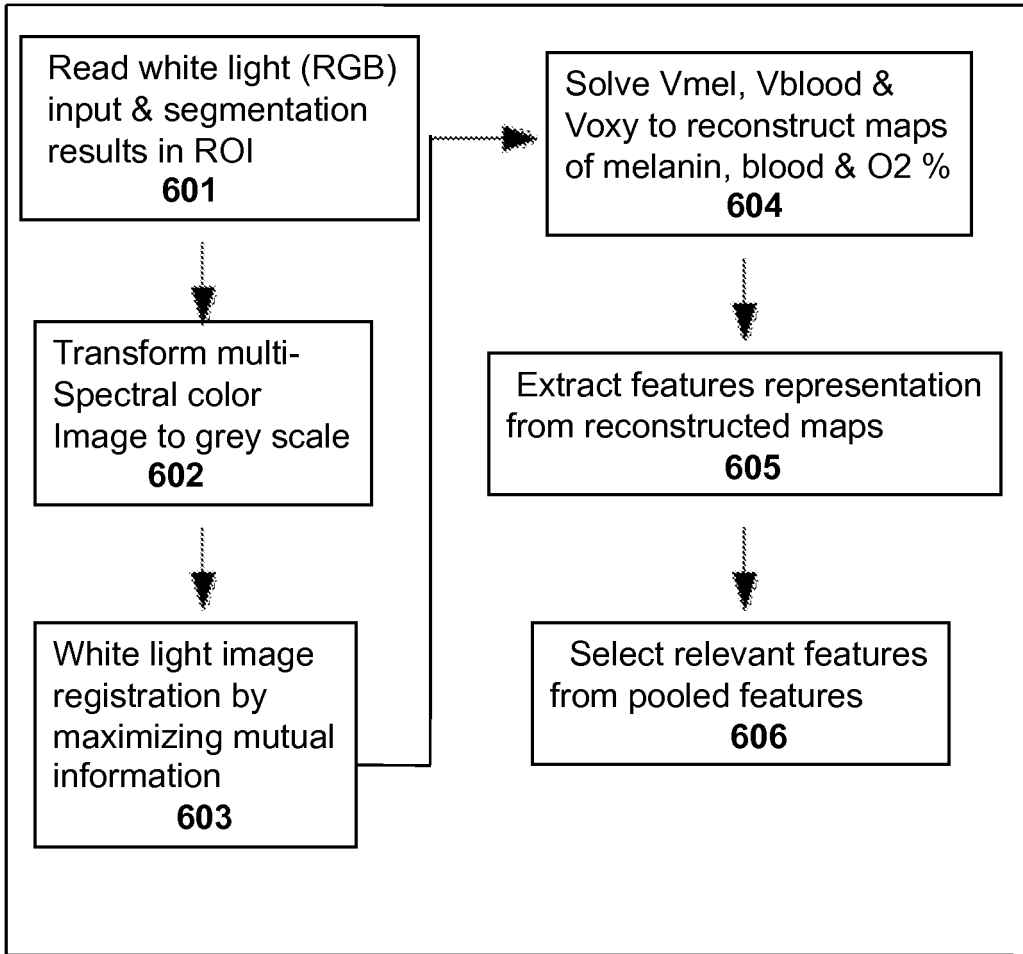 Read white light (RGB)
input & segmentation
results in ROI
601
Transform multi-
Spectral color
Image to grey scale
602
White light image
registration by
maximizing mutual
information
603
Solve Vmel, Vblood &
Voxy to reconstruct maps
of melanin, blood & O2 %
604
Extract features representation
from reconstructed maps
605
Select relevant features
from pooled features
606